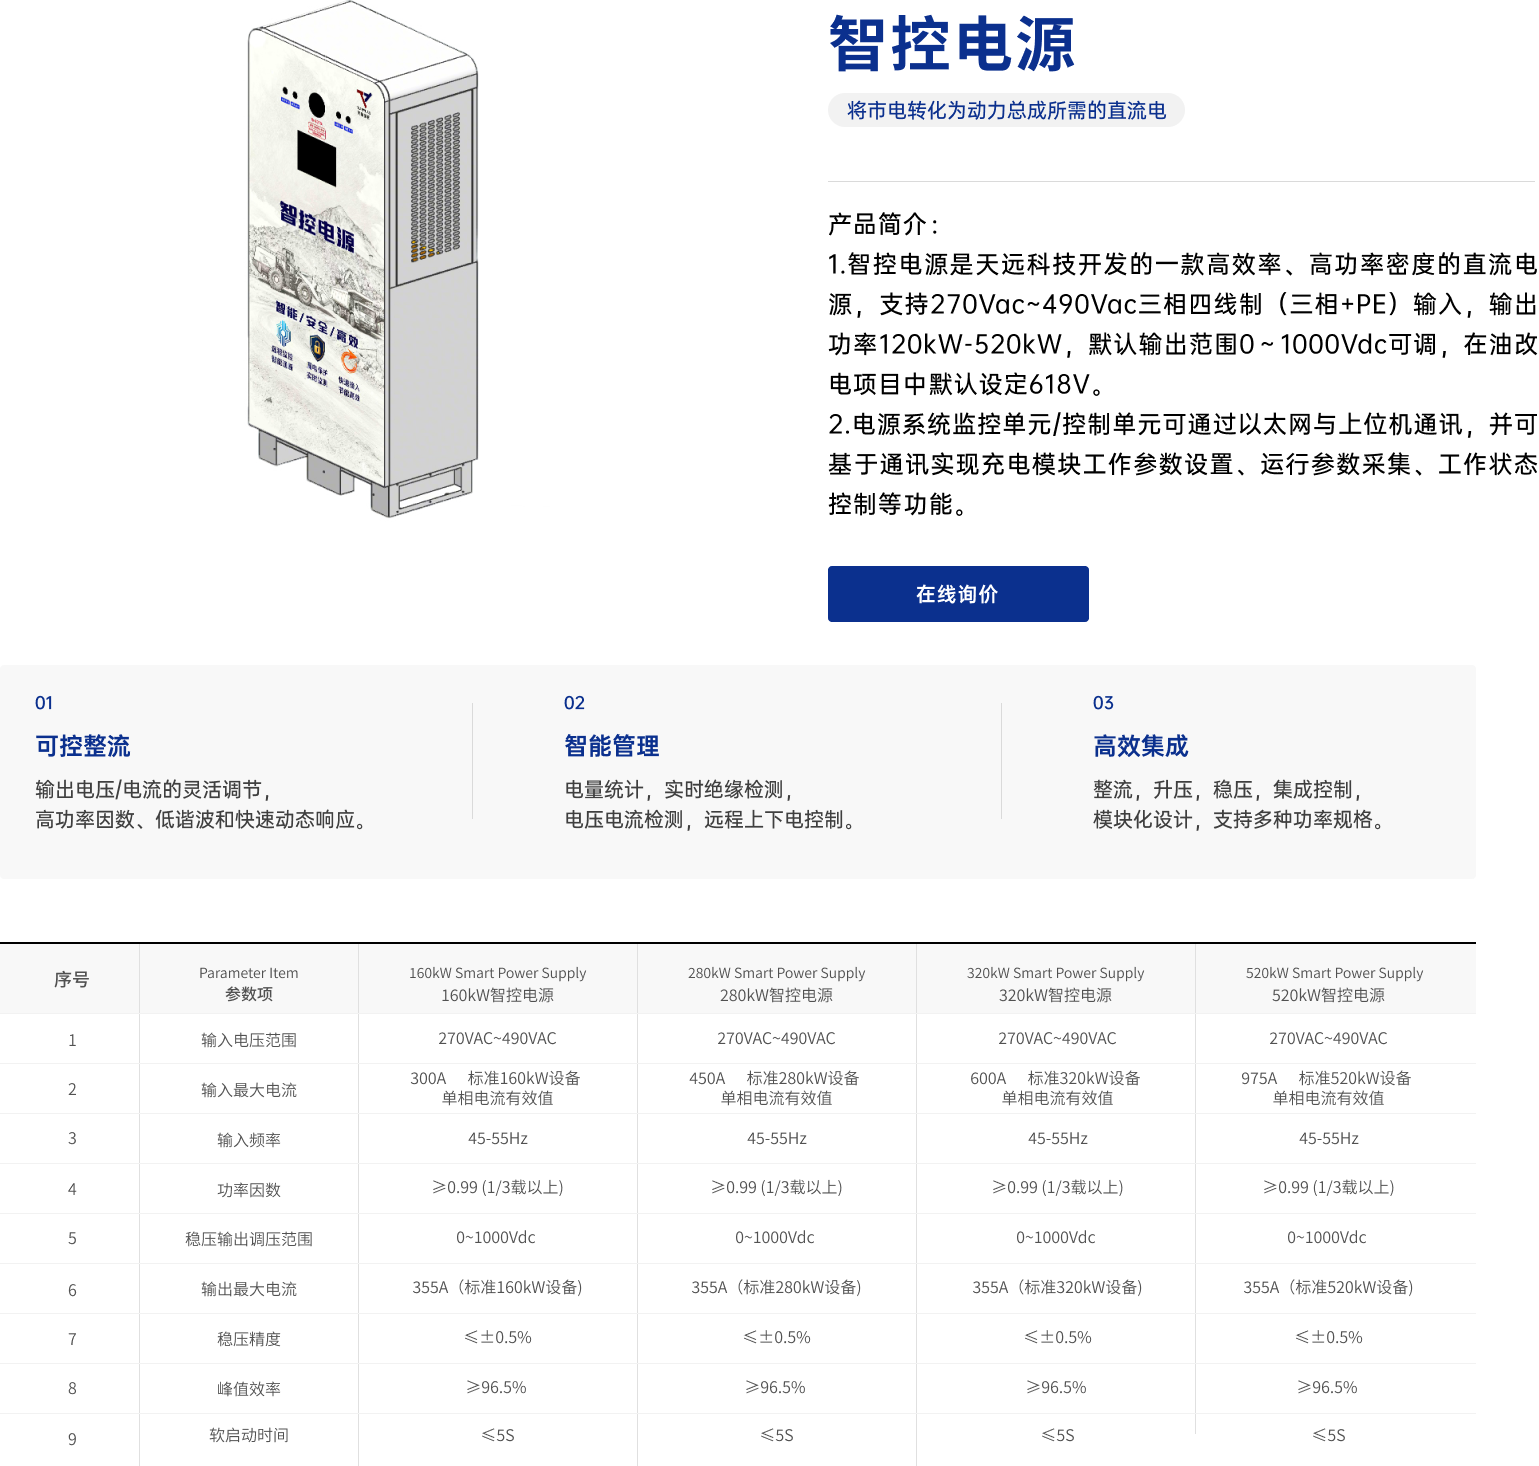 智控电源
将市电转化为动力总成所需的直流电
智控电源
智能/安全/高效
产品简介：
1.智控电源是天远科技开发的一款高效率、高功率密度的直流电
源，支持270Vac~490Vac三相四线制（三相+PE）输入，输出
功率120kW-520kW，默认输出范围0～1000Vdc可调，在油改
电项目中默认设定618V。
2.电源系统监控单元/控制单元可通过以太网与上位机通讯，并可
基于通讯实现充电模块工作参数设置、运行参数采集、工作状态
控制等功能。
在线询价
01
可控整流
输出电压/电流的灵活调节，
高功率因数、低谐波和快速动态响应。
02
智能管理
电量统计，实时绝缘检测，
电压电流检测，远程上下电控制。
03
高效集成
整流，升压，稳压，集成控制，
模块化设计，支持多种功率规格。
序号 Parameter Item 参数项 160kW Smart Power Supply 160kW智控电源 280kW Smart Power Supply 280kW智控电源 320kW Smart Power Supply 320kW智控电源 520kW Smart Power Supply 520kW智控电源
1 输入电压范围 270VAC~490VAC 270VAC~490VAC 270VAC~490VAC 270VAC~490VAC
2 输入最大电流 300A 标准160kW设备 单相电流有效值 450A 标准280kW设备 单相电流有效值 600A 标准320kW设备 单相电流有效值 975A 标准520kW设备 单相电流有效值
3 输入频率 45-55Hz 45-55Hz 45-55Hz 45-55Hz
4 功率因数 ≥0.99 (1/3载以上) ≥0.99 (1/3载以上) ≥0.99 (1/3载以上) ≥0.99 (1/3载以上)
5 稳压输出调压范围 0~1000Vdc 0~1000Vdc 0~1000Vdc 0~1000Vdc
6 输出最大电流 355A（标准160kW设备) 355A（标准280kW设备) 355A（标准320kW设备) 355A（标准520kW设备)
7 稳压精度 ≤±0.5% ≤±0.5% ≤±0.5% ≤±0.5%
8 峰值效率 ≥96.5% ≥96.5% ≥96.5% ≥96.5%
9 软启动时间 ≤5S ≤5S ≤5S ≤5S